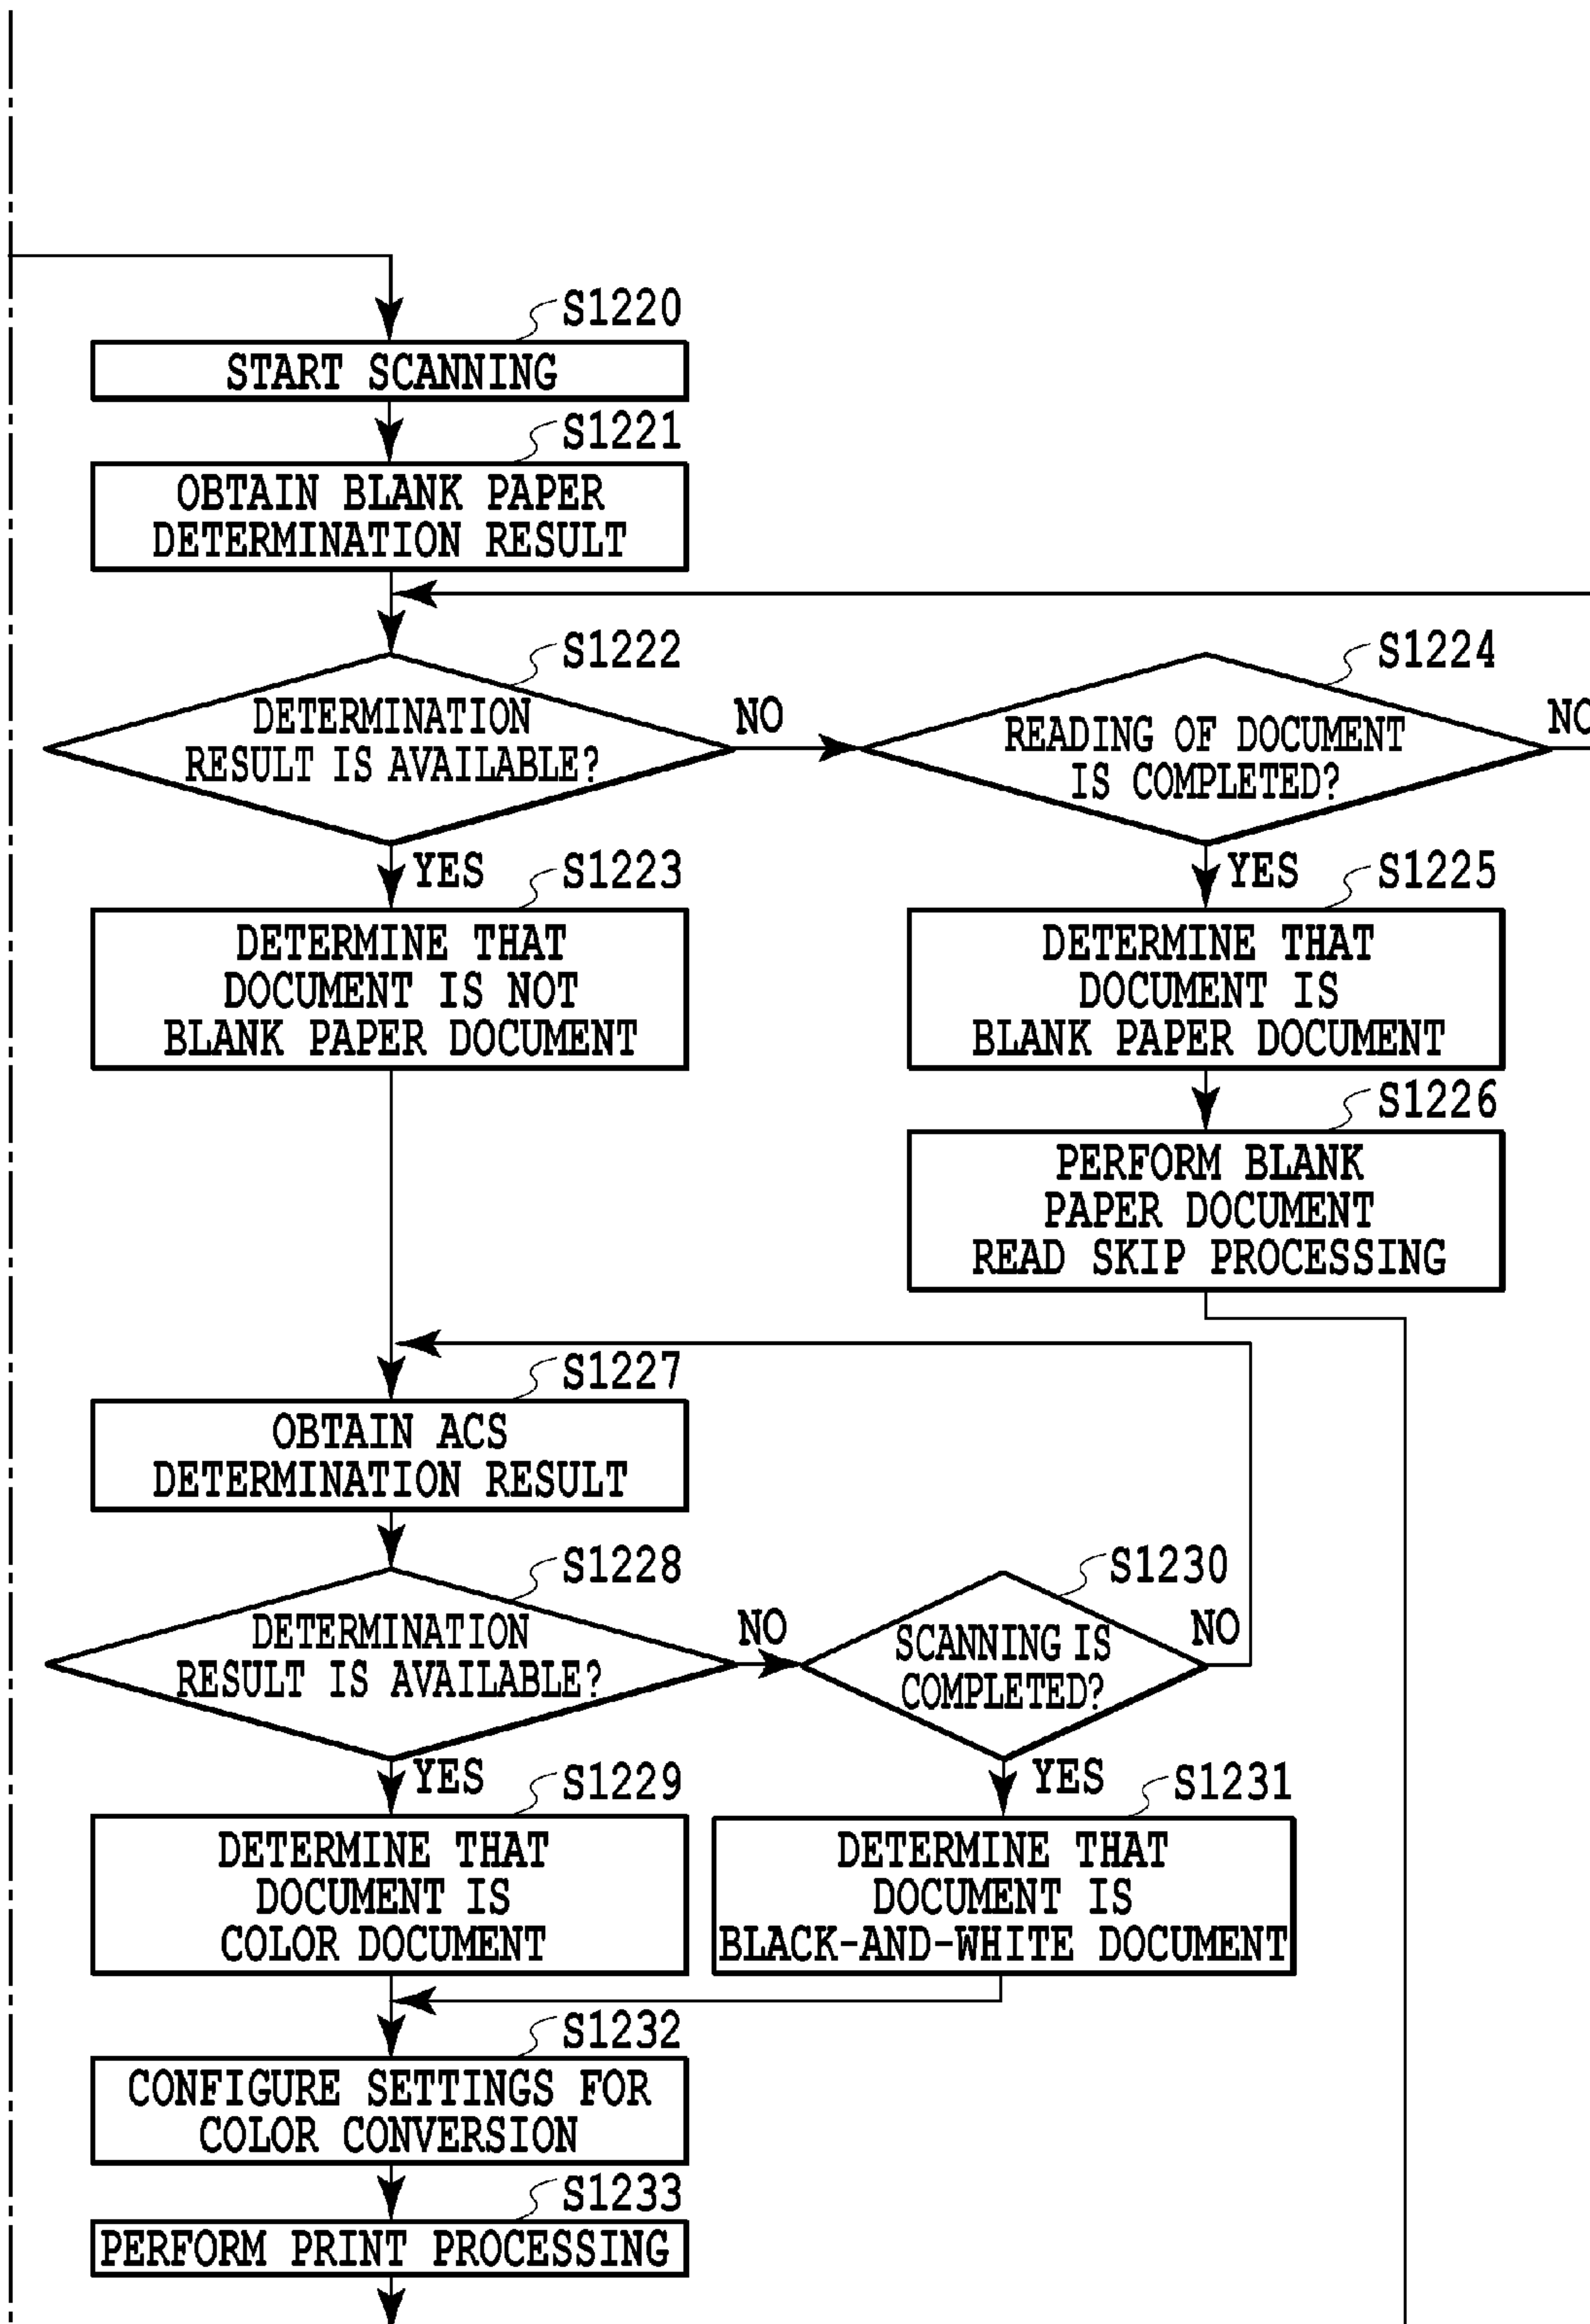 S1220
START SCANNING
S1221
OBTAIN BLANK PAPER
DETERMINATION RESULT
S1222
DETERMINATION
RESULT IS AVAILABLE?
NO
S1224
READING OF DOCUMENT
IS COMPLETED?
NO
YES
S1223
DETERMINE THAT
DOCUMENT IS NOT
BLANK PAPER DOCUMENT
YES
S1225
DETERMINE THAT
DOCUMENT IS
BLANK PAPER DOCUMENT
S1226
PERFORM BLANK
PAPER DOCUMENT
READ SKIP PROCESSING
S1227
OBTAIN ACS
DETERMINATION RESULT
S1228
DETERMINATION
RESULT IS AVAILABLE?
NO
S1230
SCANNING IS
COMPLETED?
NO
YES
S1229
DETERMINE THAT
DOCUMENT IS
COLOR DOCUMENT
YES
S1231
DETERMINE THAT
DOCUMENT IS
BLACK-AND-WHITE DOCUMENT
S1232
CONFIGURE SETTINGS FOR
COLOR CONVERSION
S1233
PERFORM PRINT PROCESSING